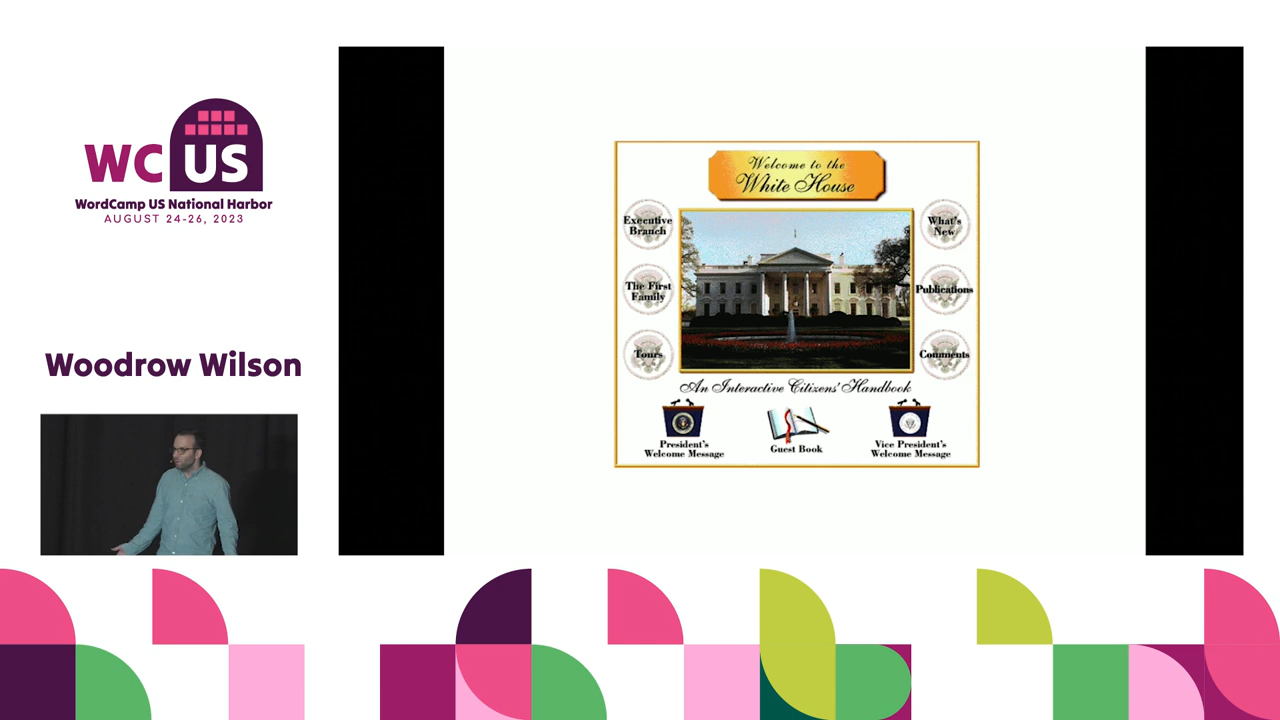 WC US
WordCamp US National Harbor
AUGUST 24-26, 2023
Woodrow Wilson
Welcome to the
White House
Executive
Branch
The First
Family
Tours
What's
New
Publications
Comments
An Interactive Citizens' Handbook
President's
Welcome Message
Guest Book
Vice President's
Welcome Message